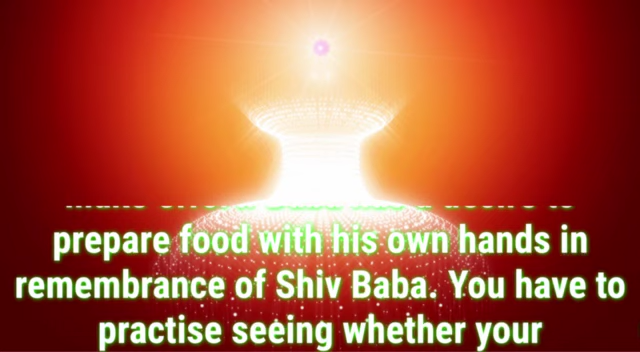 prepare food with his own hands in
remembrance of Shiv Baba. You have to
practise seeing whether your